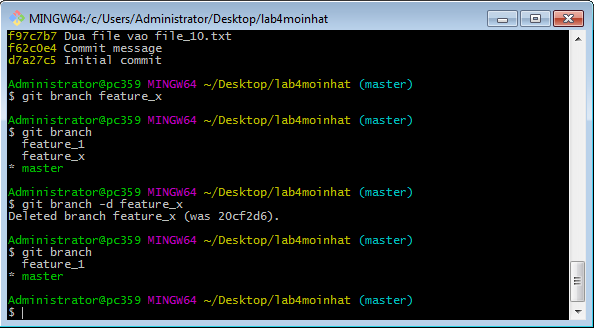 MINGW64:/c/Users/Administrator/Desktop/lab4moinhat
f97c7b7 Dua file vao file_10.txt
f62c0e4 Commit message
d7a27c5 Initial commit
Administrator@pc359 MINGW64 ~/Desktop/lab4moinhat (master)
$ git branch feature_x
Administrator@pc359 MINGW64 ~/Desktop/lab4moinhat (master)
$ git branch
  feature_1
  feature_x
* master
Administrator@pc359 MINGW64 ~/Desktop/lab4moinhat (master)
$ git branch -d feature_x
Deleted branch feature_x (was 20cf2d6).
Administrator@pc359 MINGW64 ~/Desktop/lab4moinhat (master)
$ git branch
  feature_1
* master
Administrator@pc359 MINGW64 ~/Desktop/lab4moinhat (master)
$